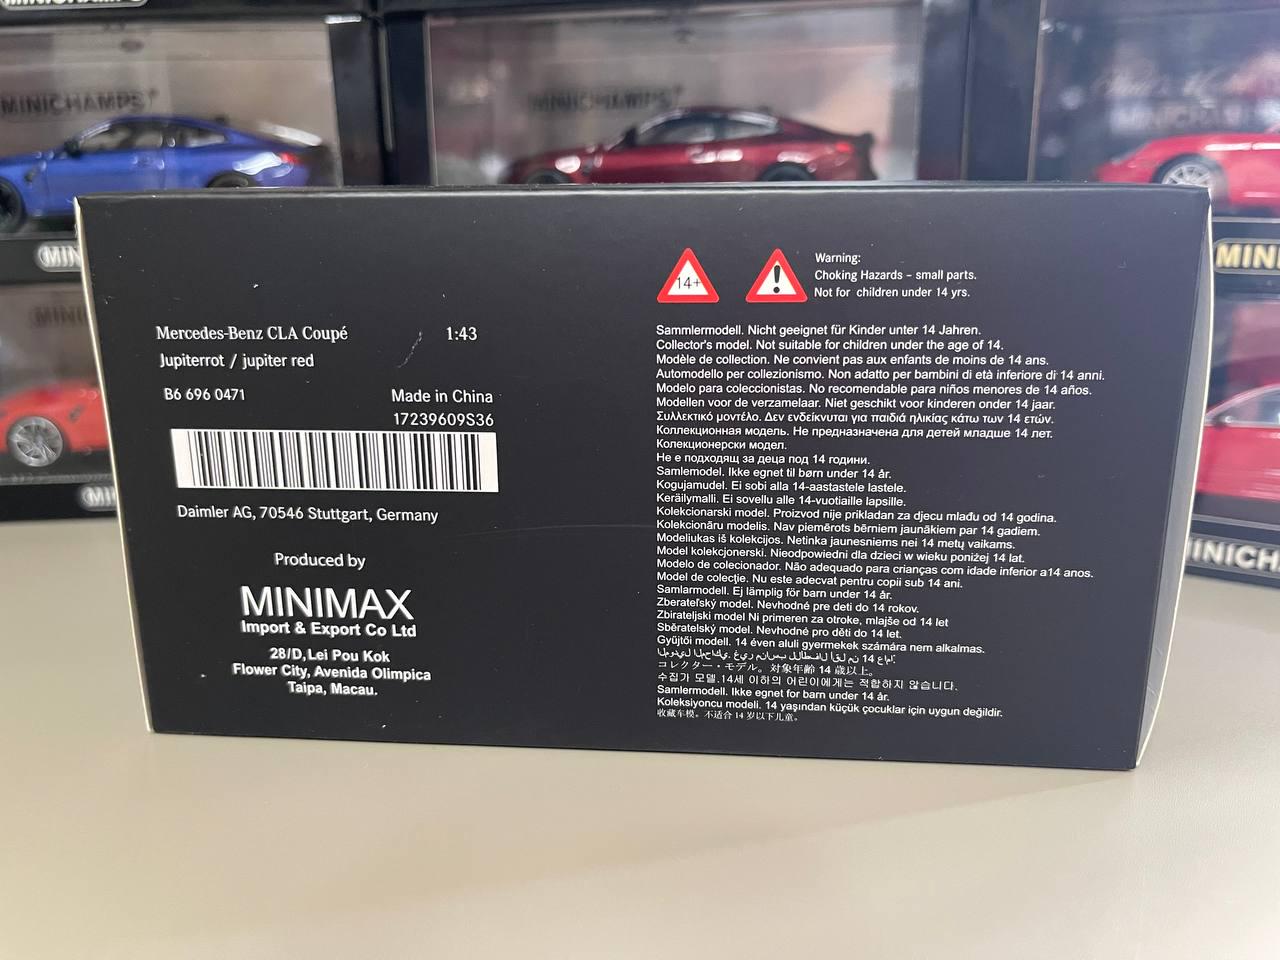 MINICHAMPS
MINICHAMPS
MINICHAMPS
MINICHAMPS
MIN
MINI
MINI
MI
MINICH
Mercedes-Benz CLA Coupé 1:43
Jupiterrot / jupiter red
B6 696 0471
Made in China
17239609S36
Daimler AG, 70546 Stuttgart, Germany
Produced by
MINIMAX
Import & Export Co Ltd
28/D,Lei Pou Kok
Flower City, Avenida Olimpica
Taipa, Macau.
14+
!
Warning:
Choking Hazards - small parts.
Not for children under 14 yrs.
Sammlermodell. Nicht geeignet für Kinder unter 14 Jahren.
Collector's model. Not suitable for children under the age of 14.
Modèle de collection. Ne convient pas aux enfants de moins de 14 ans.
Automodello per collezionismo. Non adatto per bambini di età inferiore di 14 anni.
Modelo para coleccionistas. No recomendable para niños menores de 14 años.
Modellen voor de verzamelaar. Niet geschikt voor kinderen onder 14 jaar.
Συλλεκτικό μοντέλο. Δεν ενδείκνυται για παιδιά ηλικίας κάτω των 14 ετών.
Коллекционная модель. Не предназначена для детей младше 14 лет.
Колекционерски модел.
Не е подходящ за деца под 14 години.
Samlemodel. Ikke egnet til børn under 14 år.
Kogujamudel. Ei sobi alla 14-aastastele lastele.
Keräilymalli. Ei sovellu alle 14-vuotiaille lapsille.
Kolekcionarski model. Proizvod nije prikladan za djecu mlađu od 14 godina.
Kolekcionāru modelis. Nav piemērots bērniem jaunākiem par 14 gadiem.
Modeliukas iš kolekcijos. Netinka jaunesniems nei 14 metų vaikams.
Model kolekcjonerski. Nieodpowiedni dla dzieci w wieku poniżej 14 lat.
Modelo de colecionador. Não adequado para crianças com idade inferior a14 anos.
Model de colecţie. Nu este adecvat pentru copii sub 14 ani.
Samlarmodell. Ej lämplig för barn under 14 år.
Zberateľský model. Nevhodné pre deti do 14 rokov.
Zbirateljski model Ni primeren za otroke, mlajše od 14 let
Sběratelský model. Nevhodné pro děti do 14 let.
Gyűjtői modell. 14 éven aluli gyermekek számára nem alkalmas.
14
コレクター・モデル。対象年齢 14 歳以上。
수집가 모델.14세 이하의 어린이에게는 적합하지 않습니다.
Samlermodell. Ikke egnet for barn under 14 år.
Koleksiyoncu modeli. 14 yaşından küçük çocuklar için uygun değildir.
收藏车模。不适合 14 岁以下儿童。